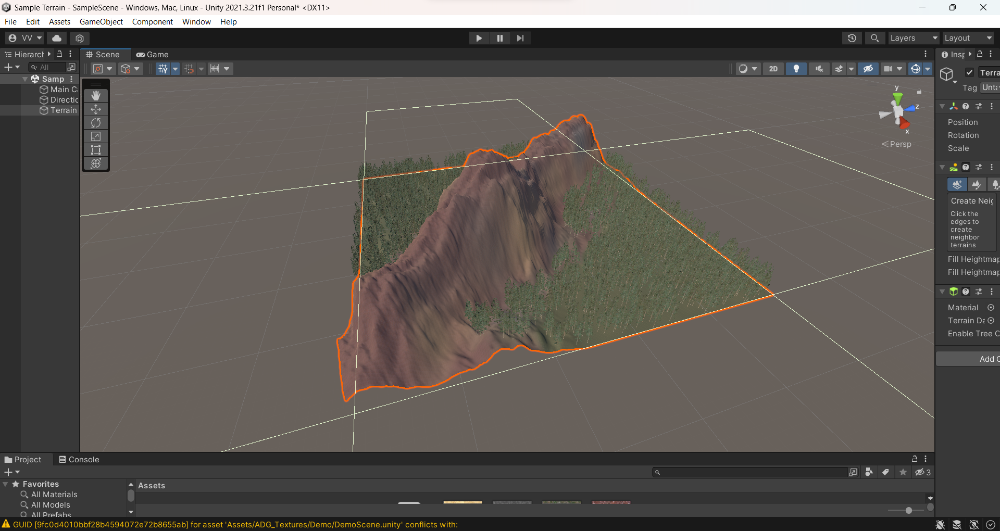 Sample Terrain - SampleScene - Windows, Mac, Linux - Unity 2021.3.21f1 Personal* <DX11>
File Edit Assets GameObject Component Window Help
VV Layers Layout
Hierarch Scene Game Insp
All 2D
Samp
Main Ca
Directio
Terrain
y
z
x
Persp
Terra
Tag Unta
Position
Rotation
Scale
Create Neig
Click the
edges to
create
neighbor
terrains
Fill Heightmap
Fill Heightmap
Material
Terrain Da
Enable Tree C
Add C
Project Console
3
Favorites Assets
All Materials
All Models
All Prefabs
GUID [9fc0d4010bbf28b4594072e72b8655ab] for asset 'Assets/ADG_Textures/Demo/DemoScene.unity' conflicts with: